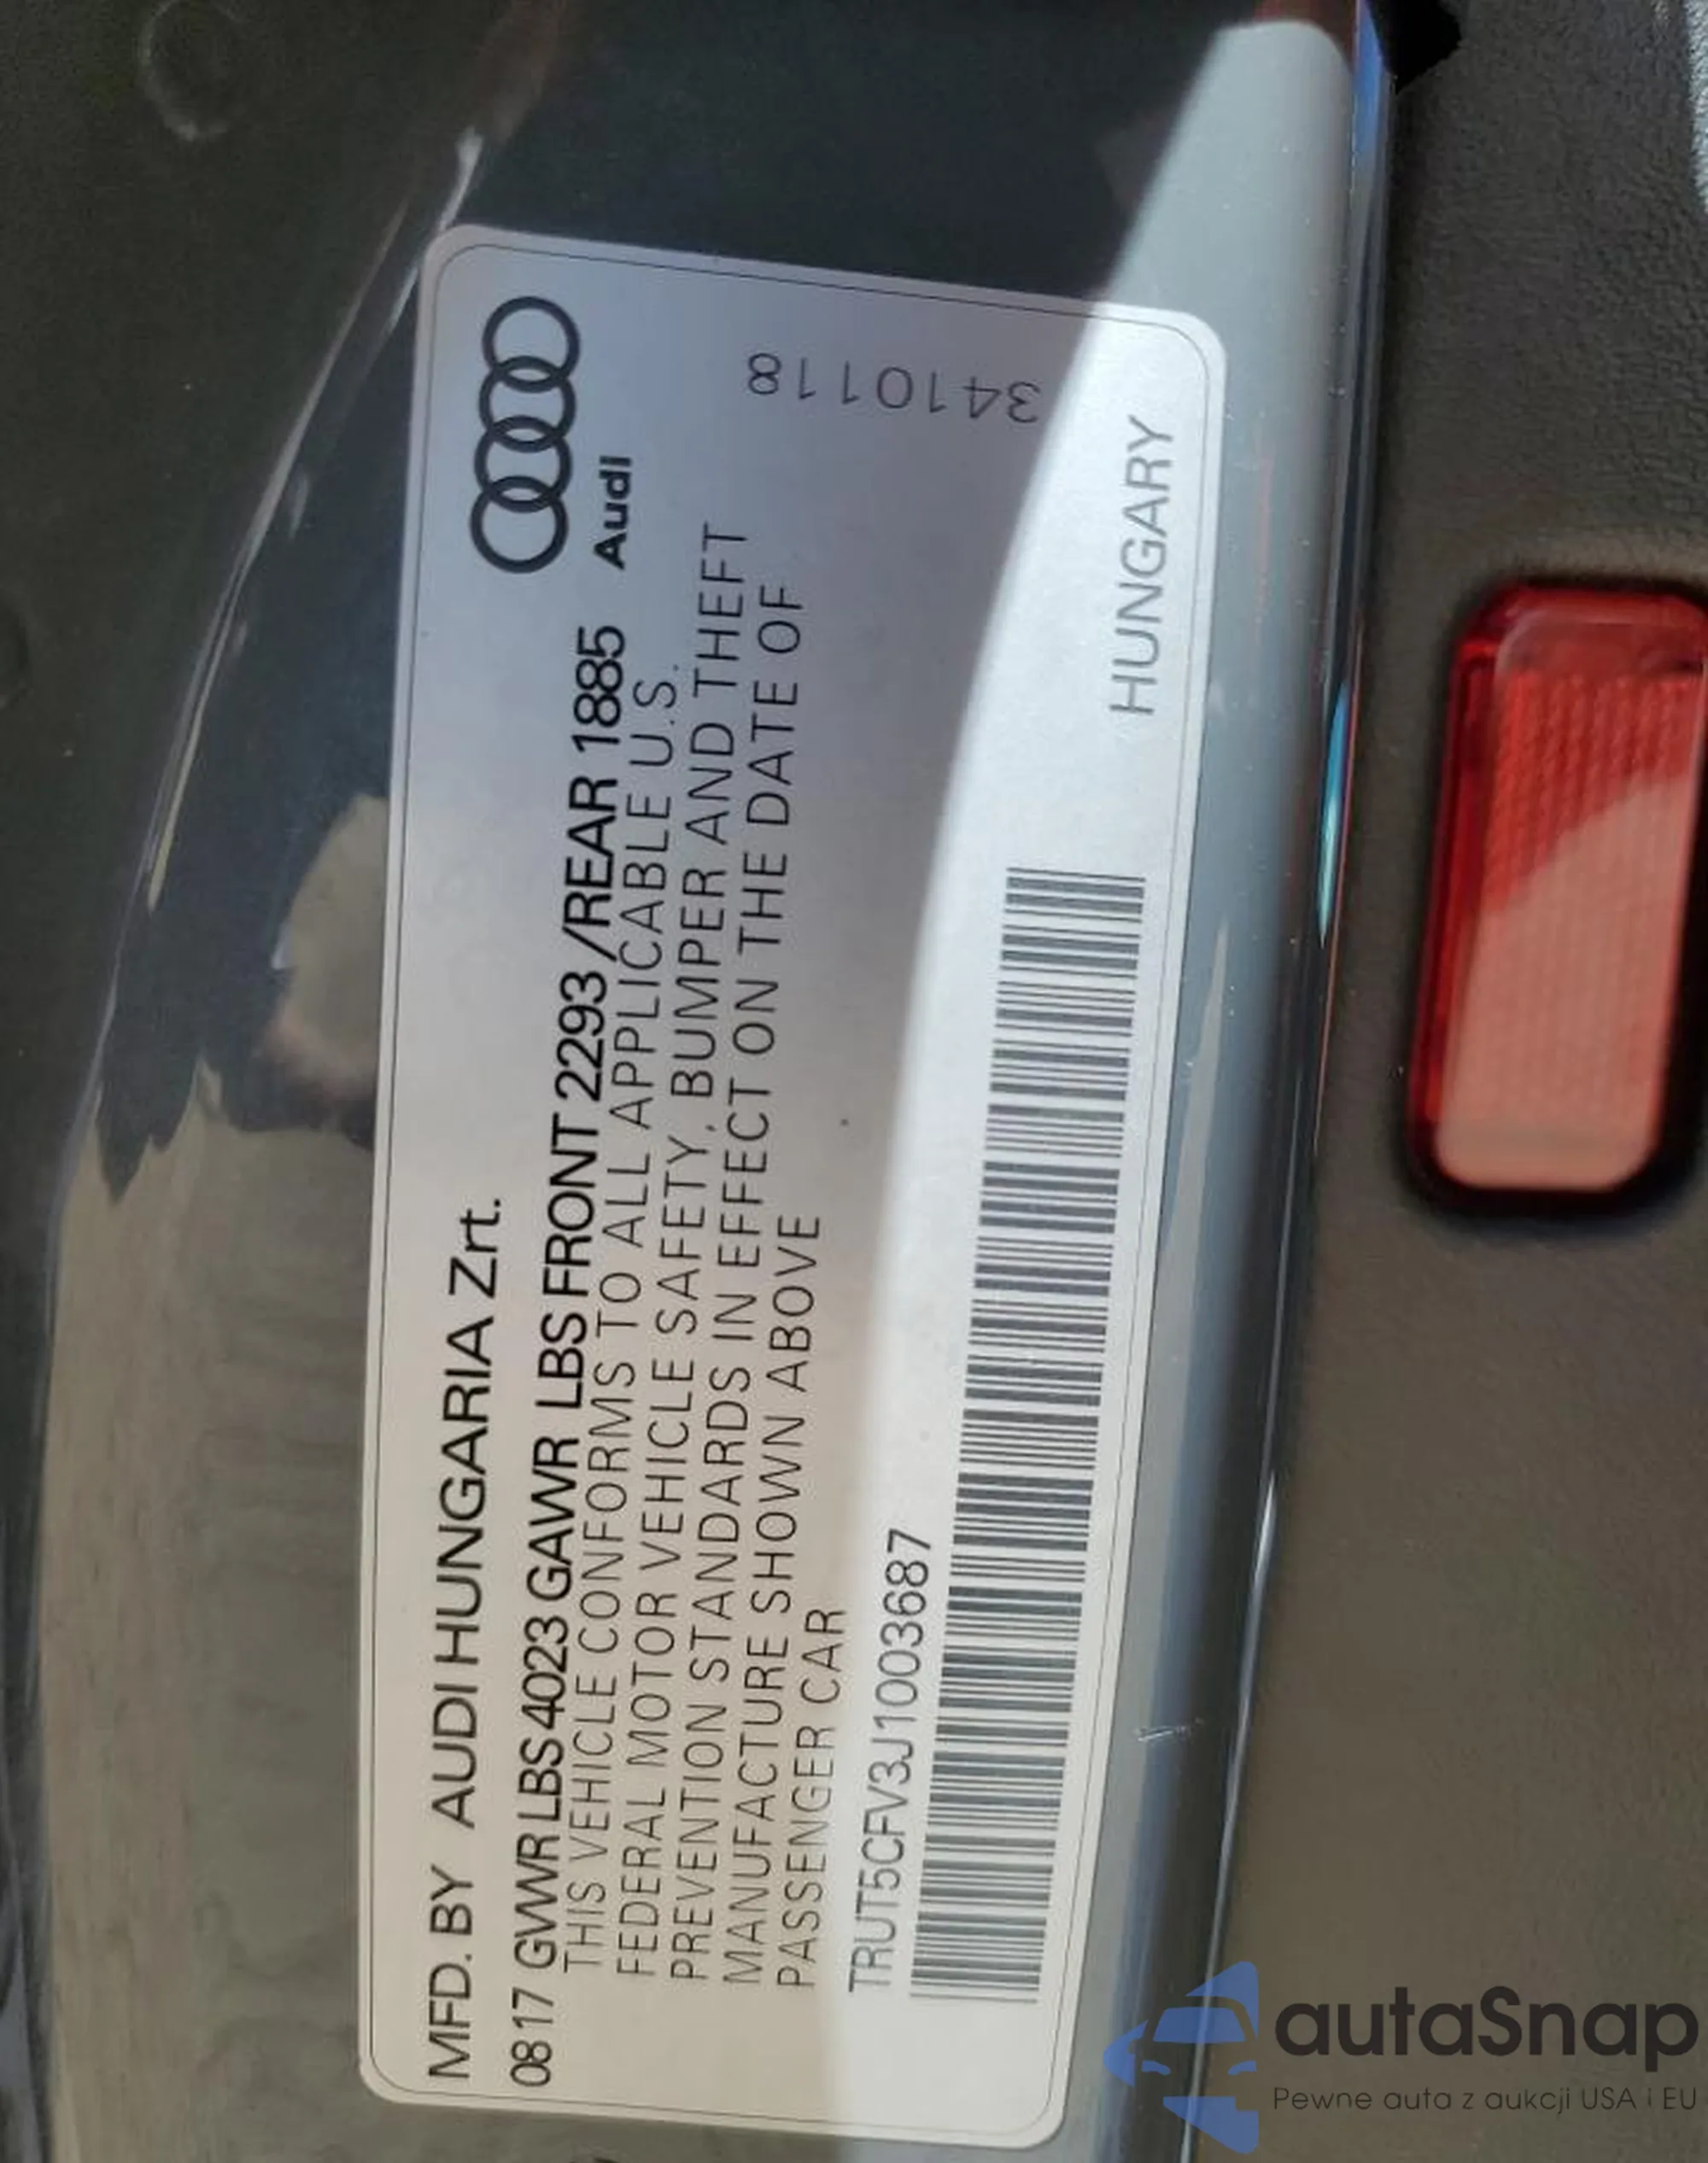 MFD. BY AUDI HUNGARIA Zrt.
0817 GVWR LBS 4023 GAWR LBS FRONT 2293 /REAR 1885
Audi
THIS VEHICLE CONFORMS TO ALL APPLICABLE U.S.
FEDERAL MOTOR VEHICLE SAFETY, BUMPER AND THEFT
PREVENTION STANDARDS IN EFFECT ON THE DATE OF
MANUFACTURE SHOWN ABOVE
PASSENGER CAR
3410118
TRUT5CFV3J1003687
HUNGARY
autaSnap
Pewne auta z aukcji USA i EU